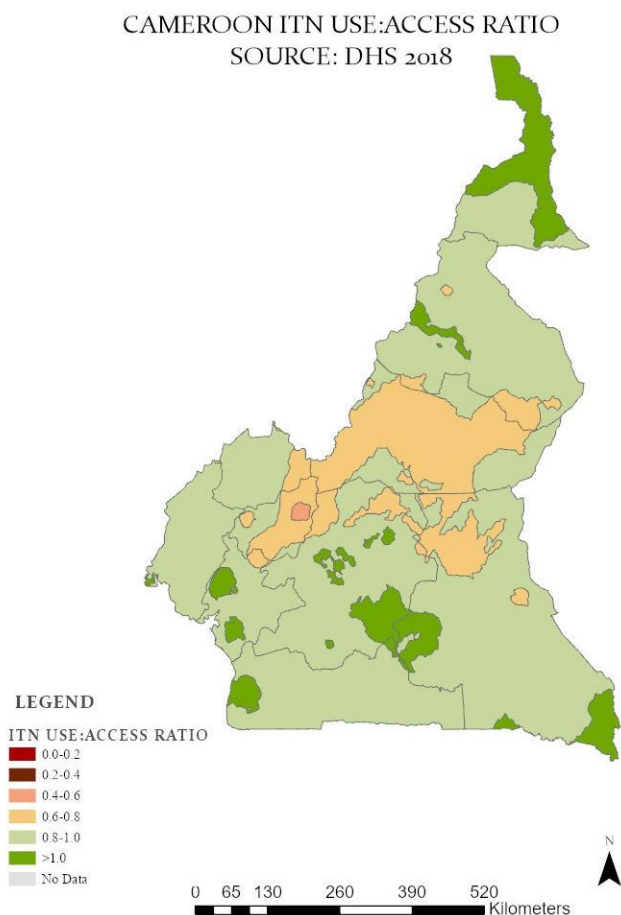 CAMEROON ITN USE:ACCESS RATIO
SOURCE: DHS 2018
LEGEND
ITN USE:ACCESS RATIO
0.0-0.2
0.2-0.4
0.4-0.6
0.6-0.8
0.8-1.0
>1.0
No Data
N
0 65 130 260 390 520
Kilometers